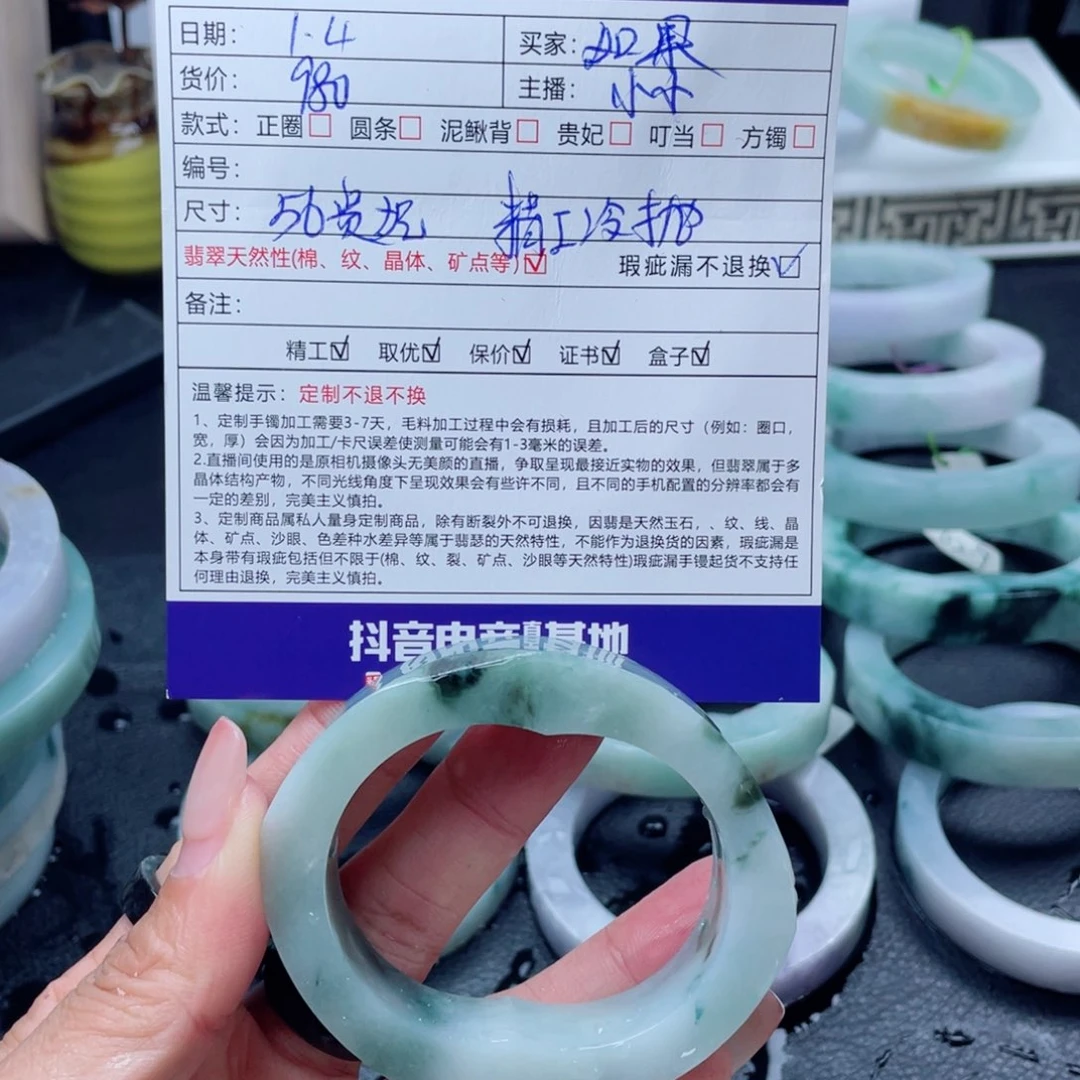 日期: 1.4 买家: 如果
货价: 980 主播: 小小
款式: 正圈□ 圆条□ 泥鳅背□ 贵妃□ 叮当□ 方镯□
编号:
尺寸: 56贵妃 精工冷抛
翡翠天然性(棉、纹、晶体、矿点等)☑ 瑕疵漏不退换☑
备注:
精工☑ 取优☑ 保价☑ 证书☑ 盒子☑
温馨提示: 定制不退不换
1、定制手镯加工需要3-7天，毛料加工过程中会有损耗，且加工后的尺寸（例如：圈口，
宽，厚）会因为加工/卡尺误差使测量可能会有1-3毫米的误差。
2.直播间使用的是原相机摄像头无美颜的直播，争取呈现最接近实物的效果，但翡翠属于多
晶体结构产物，不同光线角度下呈现效果会有些许不同，且不同的手机配置的分辨率都会有
一定的差别，完美主义慎拍。
3、定制商品属私人量身定制商品，除有断裂外不可退换，因翡是天然玉石，、纹、线、晶
体、矿点、沙眼、色差种水差异等属于翡瑟的天然特性，不能作为退换货的因素，瑕疵漏是
本身带有瑕疵包括但不限于(棉、纹、裂、矿点、沙眼等天然特性)瑕疵漏手镘起货不支持任
何理由退换，完美主义慎拍。
抖音电商直基地